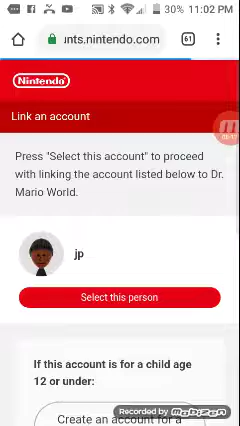 30% 11:02 PM
unts.nintendo.com
61
Nintendo
Link an account
Press "Select this account" to proceed
with linking the account listed below to Dr.
Mario World.
jp
Select this person
If this account is for a child age
12 or under:
Create an account for a
Recorded by MOBIZEN